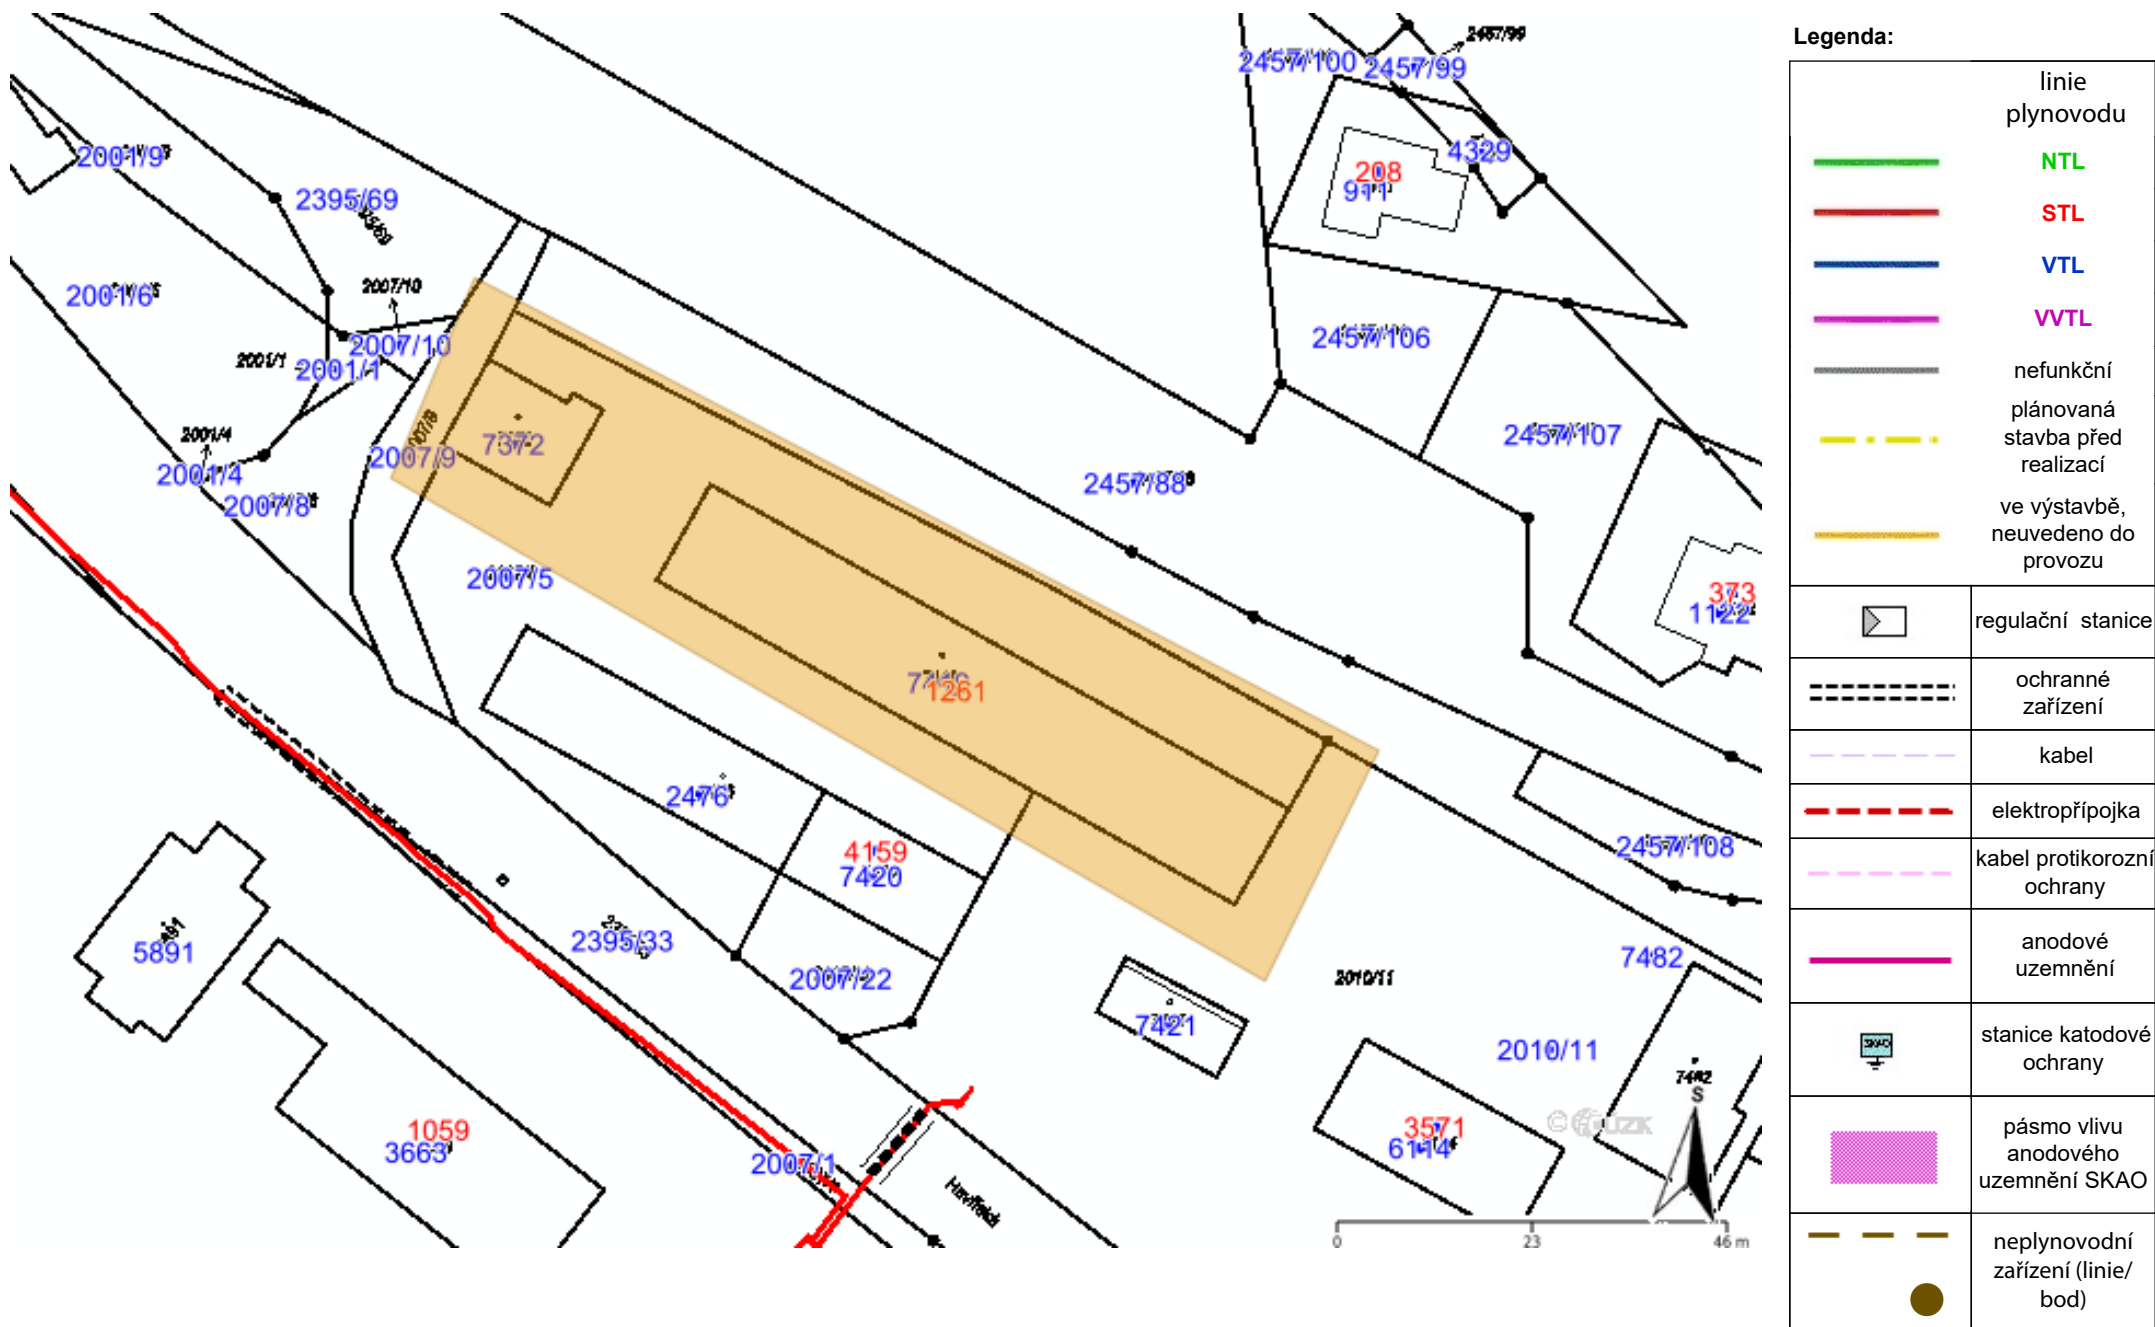 2457/99
2457/100
2457/99
2001/9
4329
208
911
2395/69
2007/10
2001/6
2457/106
2007/10
2001/1
2001/1
2001/4
7372
2457/107
2007/9
2001/4
2457/88
2007/8
2007/5
373
1122
1261
2476
4159
7420
2457/108
5891
2395/33
7482
2007/22
2010/11
7421
2010/11
7482
S
1059
3663
3571
6114
2007/1
0
23
46 m
Legenda:
linie
plynovodu
NTL
STL
VTL
VVTL
nefunkční
plánovaná
stavba před
realizací
ve výstavbě,
neuvedeno do
provozu
regulační stanice
ochranné
zařízení
kabel
elektropřípojka
kabel protikorozní
ochrany
anodové
uzemnění
SKAO
stanice katodové
ochrany
pásmo vlivu
anodového
uzemnění SKAO
neplynovodní
zařízení (linie/
bod)